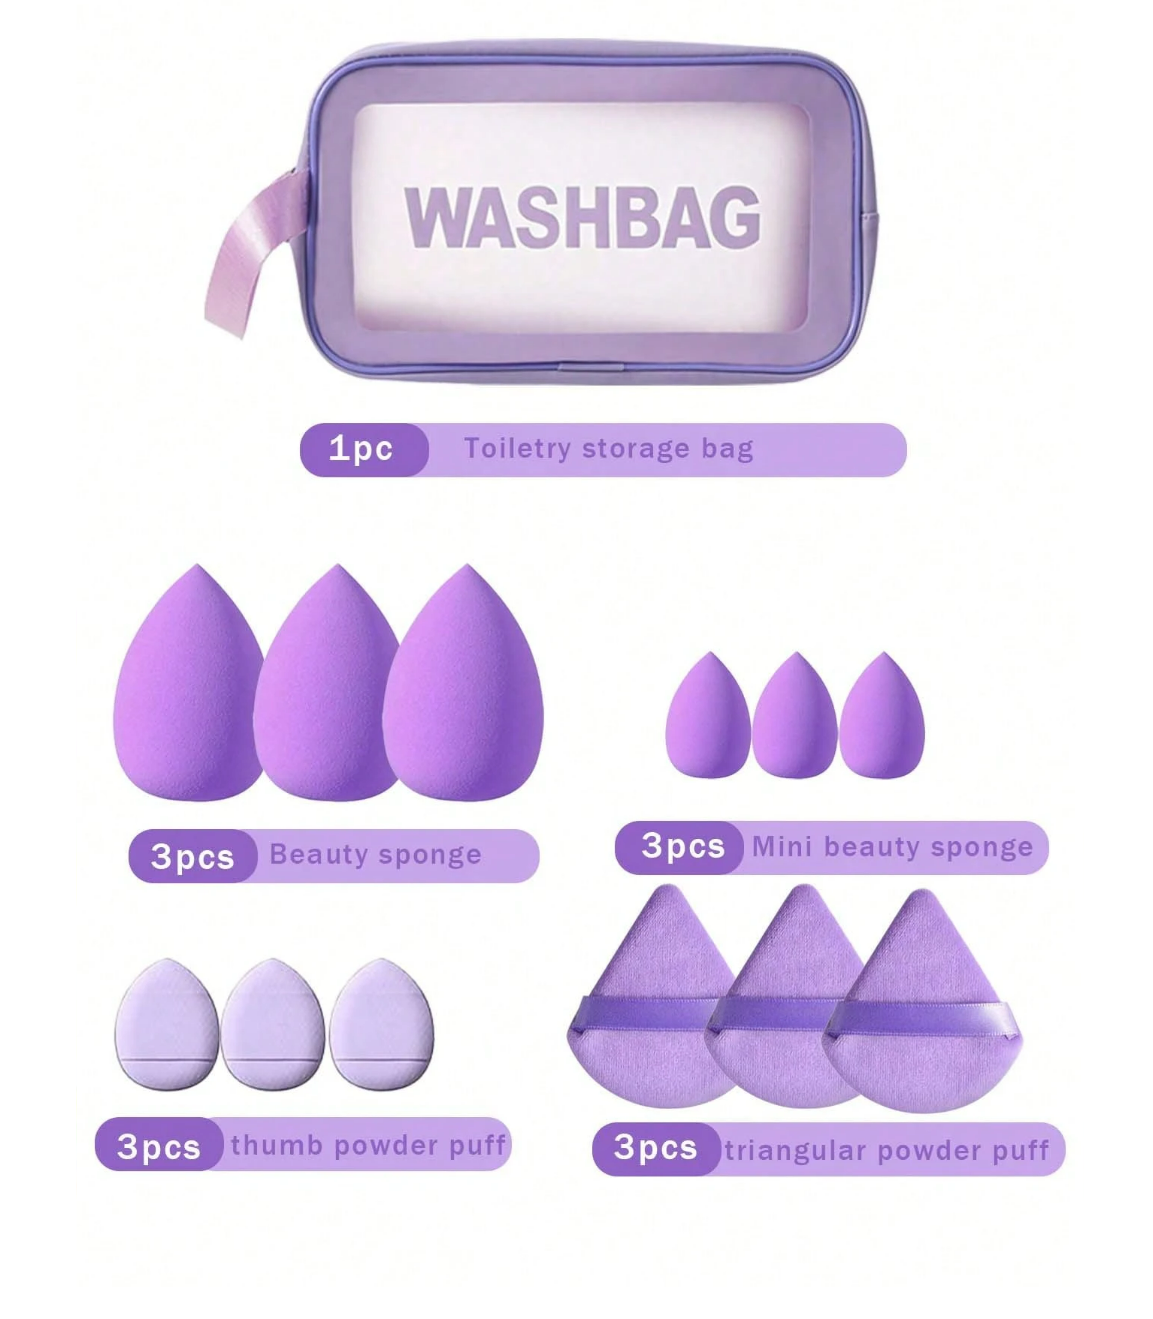 WASHBAG
1pc Toiletry storage bag
3pcs Beauty sponge
3pcs Mini beauty sponge
3pcs thumb powder puff
3pcs triangular powder puff